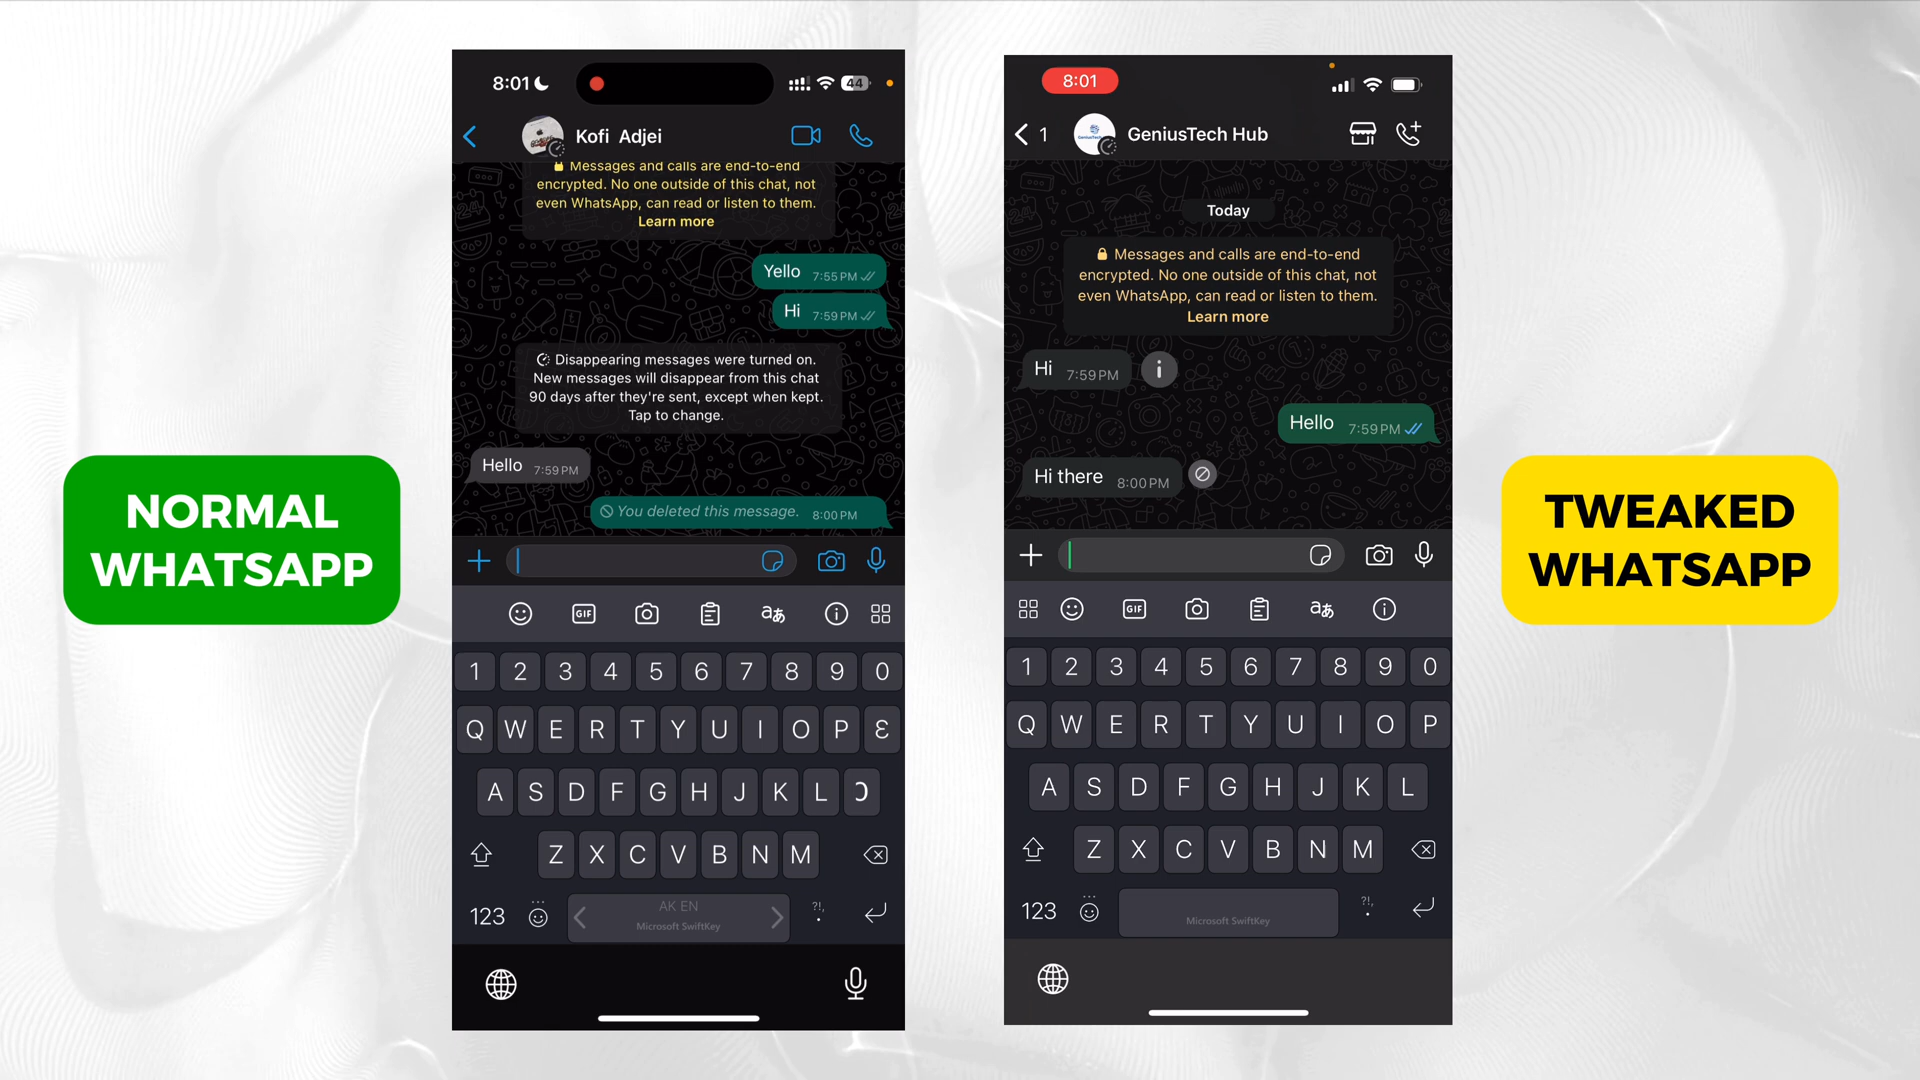 NORMAL
WHATSAPP
8:01
44
Kofi Adjei
Messages and calls are end-to-end
encrypted. No one outside of this chat, not
even WhatsApp, can read or listen to them.
Learn more
Yello 7:55 PM
Hi 7:59 PM
Disappearing messages were turned on.
New messages will disappear from this chat
90 days after they're sent, except when kept.
Tap to change.
Hello 7:59 PM
You deleted this message. 8:00 PM
GIF
aあ
1 2 3 4 5 6 7 8 9 0
Q W E R T Y U I O P Ɛ
A S D F G H J K L Ɔ
Z X C V B N M
123
AK EN
Microsoft SwiftKey
?!,
.
8:01
1
GeniusTech Hub
Today
Messages and calls are end-to-end
encrypted. No one outside of this chat, not
even WhatsApp, can read or listen to them.
Learn more
Hi 7:59 PM
Hello 7:59 PM
Hi there 8:00 PM
GIF
aあ
1 2 3 4 5 6 7 8 9 0
Q W E R T Y U I O P
A S D F G H J K L
Z X C V B N M
123
Microsoft SwiftKey
?!,
.
TWEAKED
WHATSAPP